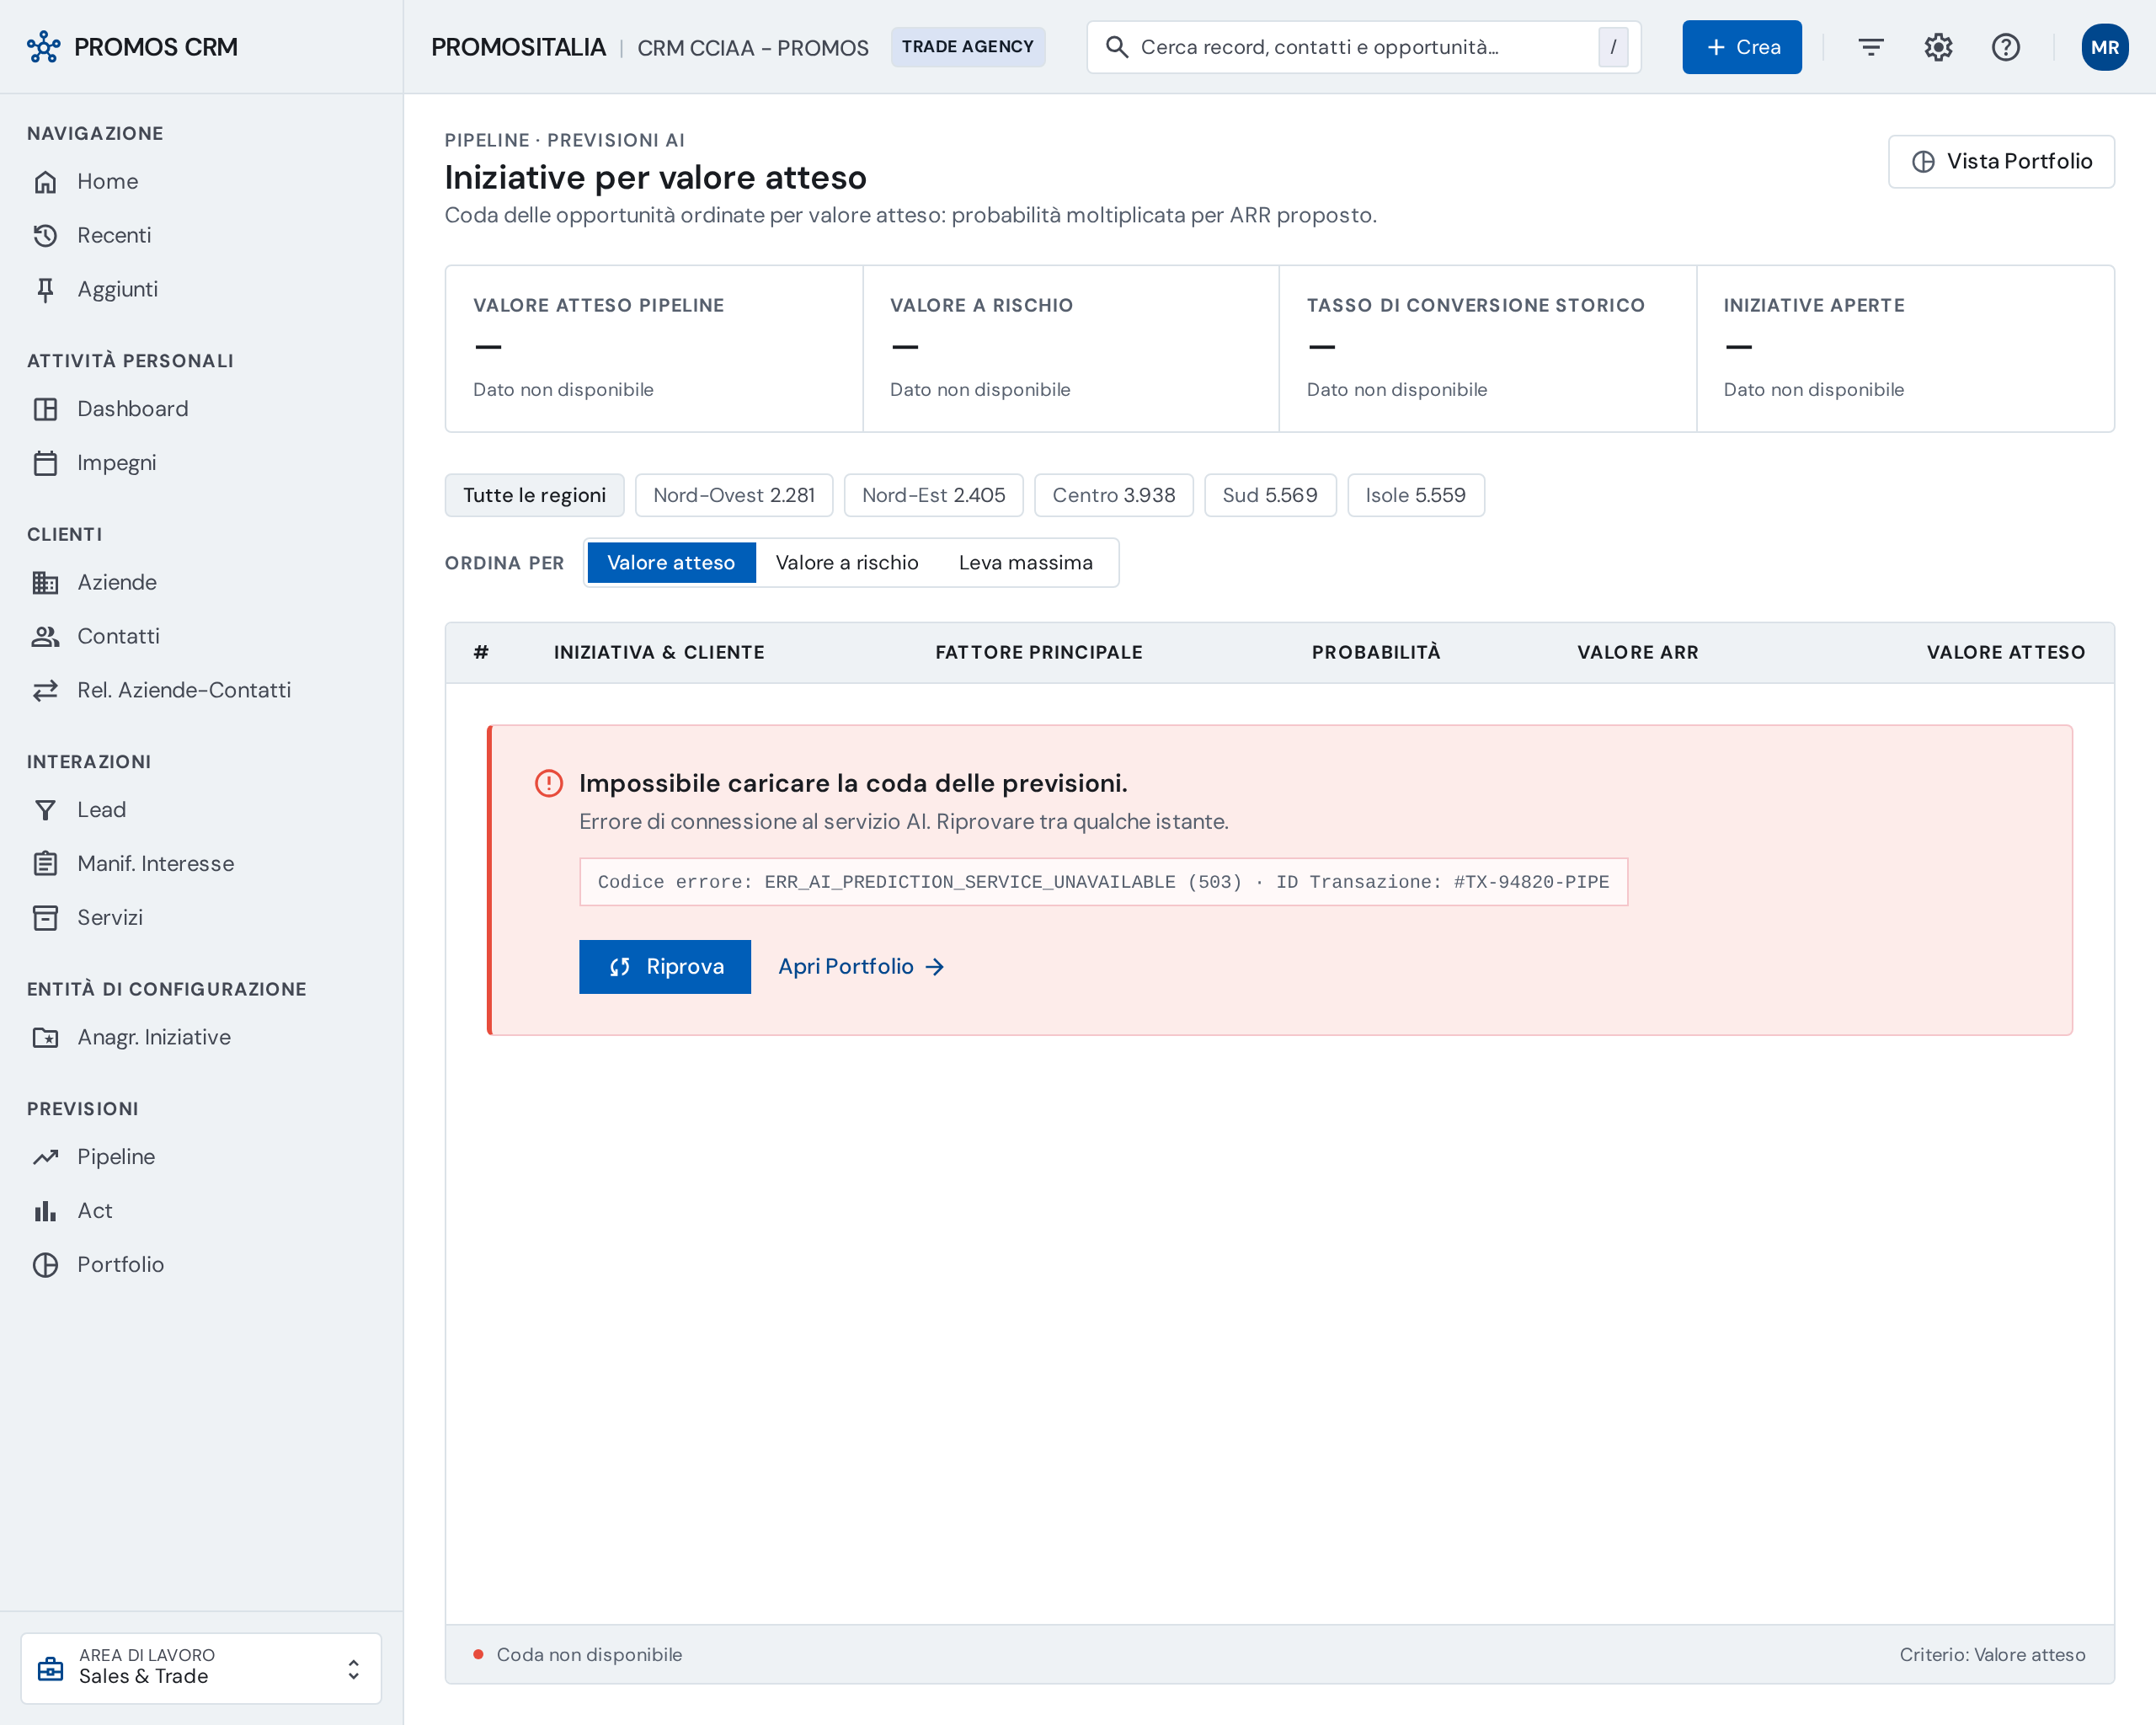 PROMOS CRM
PROMOSITALIA | CRM CCIAA - PROMOS TRADE AGENCY
Cerca record, contatti e opportunità... /
+ Crea
MR
NAVIGAZIONE
Home
Recenti
Aggiunti
ATTIVITÀ PERSONALI
Dashboard
Impegni
CLIENTI
Aziende
Contatti
Rel. Aziende-Contatti
INTERAZIONI
Lead
Manif. Interesse
Servizi
ENTITÀ DI CONFIGURAZIONE
Anagr. Iniziative
PREVISIONI
Pipeline
Act
Portfolio
AREA DI LAVORO
Sales & Trade
PIPELINE · PREVISIONI AI
Iniziative per valore atteso
Coda delle opportunità ordinate per valore atteso: probabilità moltiplicata per ARR proposto.
Vista Portfolio
VALORE ATTESO PIPELINE
—
Dato non disponibile
VALORE A RISCHIO
—
Dato non disponibile
TASSO DI CONVERSIONE STORICO
—
Dato non disponibile
INIZIATIVE APERTE
—
Dato non disponibile
Tutte le regioni Nord-Ovest 2.281 Nord-Est 2.405 Centro 3.938 Sud 5.569 Isole 5.559
ORDINA PER Valore atteso Valore a rischio Leva massima
# INIZIATIVA & CLIENTE FATTORE PRINCIPALE PROBABILITÀ VALORE ARR VALORE ATTESO
Impossibile caricare la coda delle previsioni.
Errore di connessione al servizio AI. Riprovare tra qualche istante.
Codice errore: ERR_AI_PREDICTION_SERVICE_UNAVAILABLE (503) · ID Transazione: #TX-94820-PIPE
Riprova Apri Portfolio →
Coda non disponibile Criterio: Valore atteso